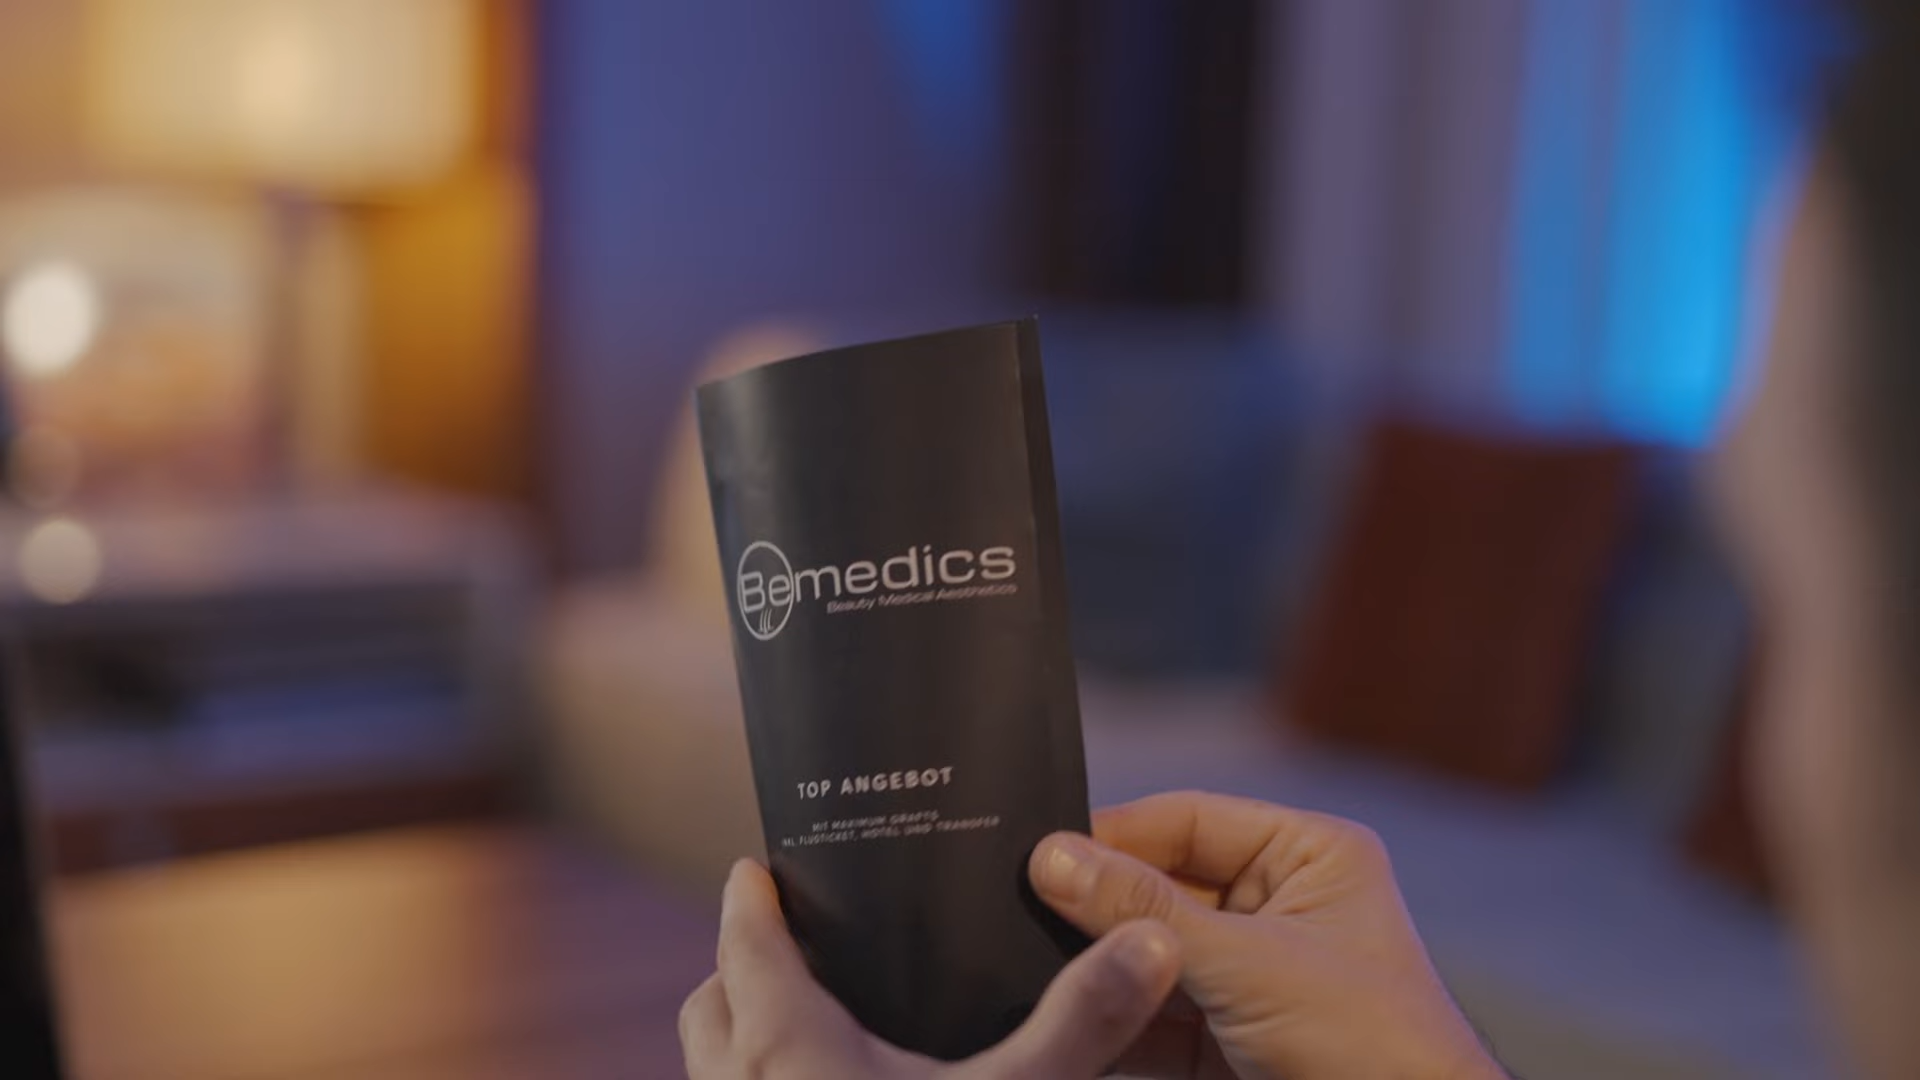 Bemedics
Beauty Medical Aesthetics
TOP ANGEBOT
MIT MAXIMUM GRAFTS
INKL. FLUGTICKET, HOTEL UND TRANSFER